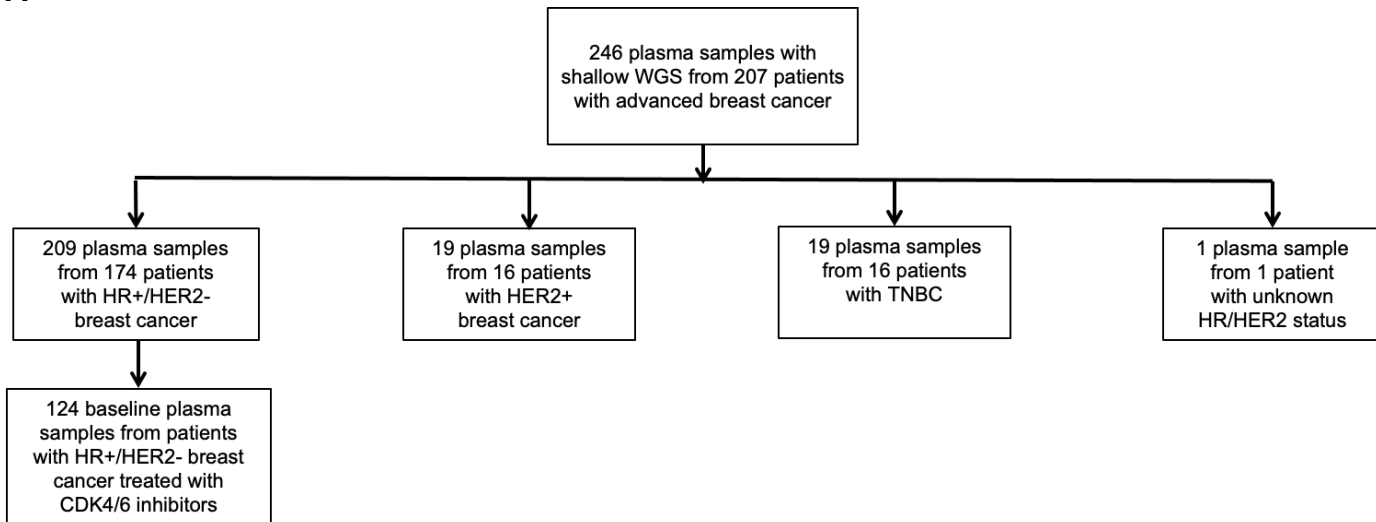 246 plasma samples with
shallow WGS from 207 patients
with advanced breast cancer
209 plasma samples
from 174 patients
with HR+/HER2-
breast cancer
19 plasma samples
from 16 patients
with HER2+
breast cancer
19 plasma samples
from 16 patients
with TNBC
1 plasma sample
from 1 patient
with unknown
HR/HER2 status
124 baseline plasma
samples from patients
with HR+/HER2- breast
cancer treated with
CDK4/6 inhibitors